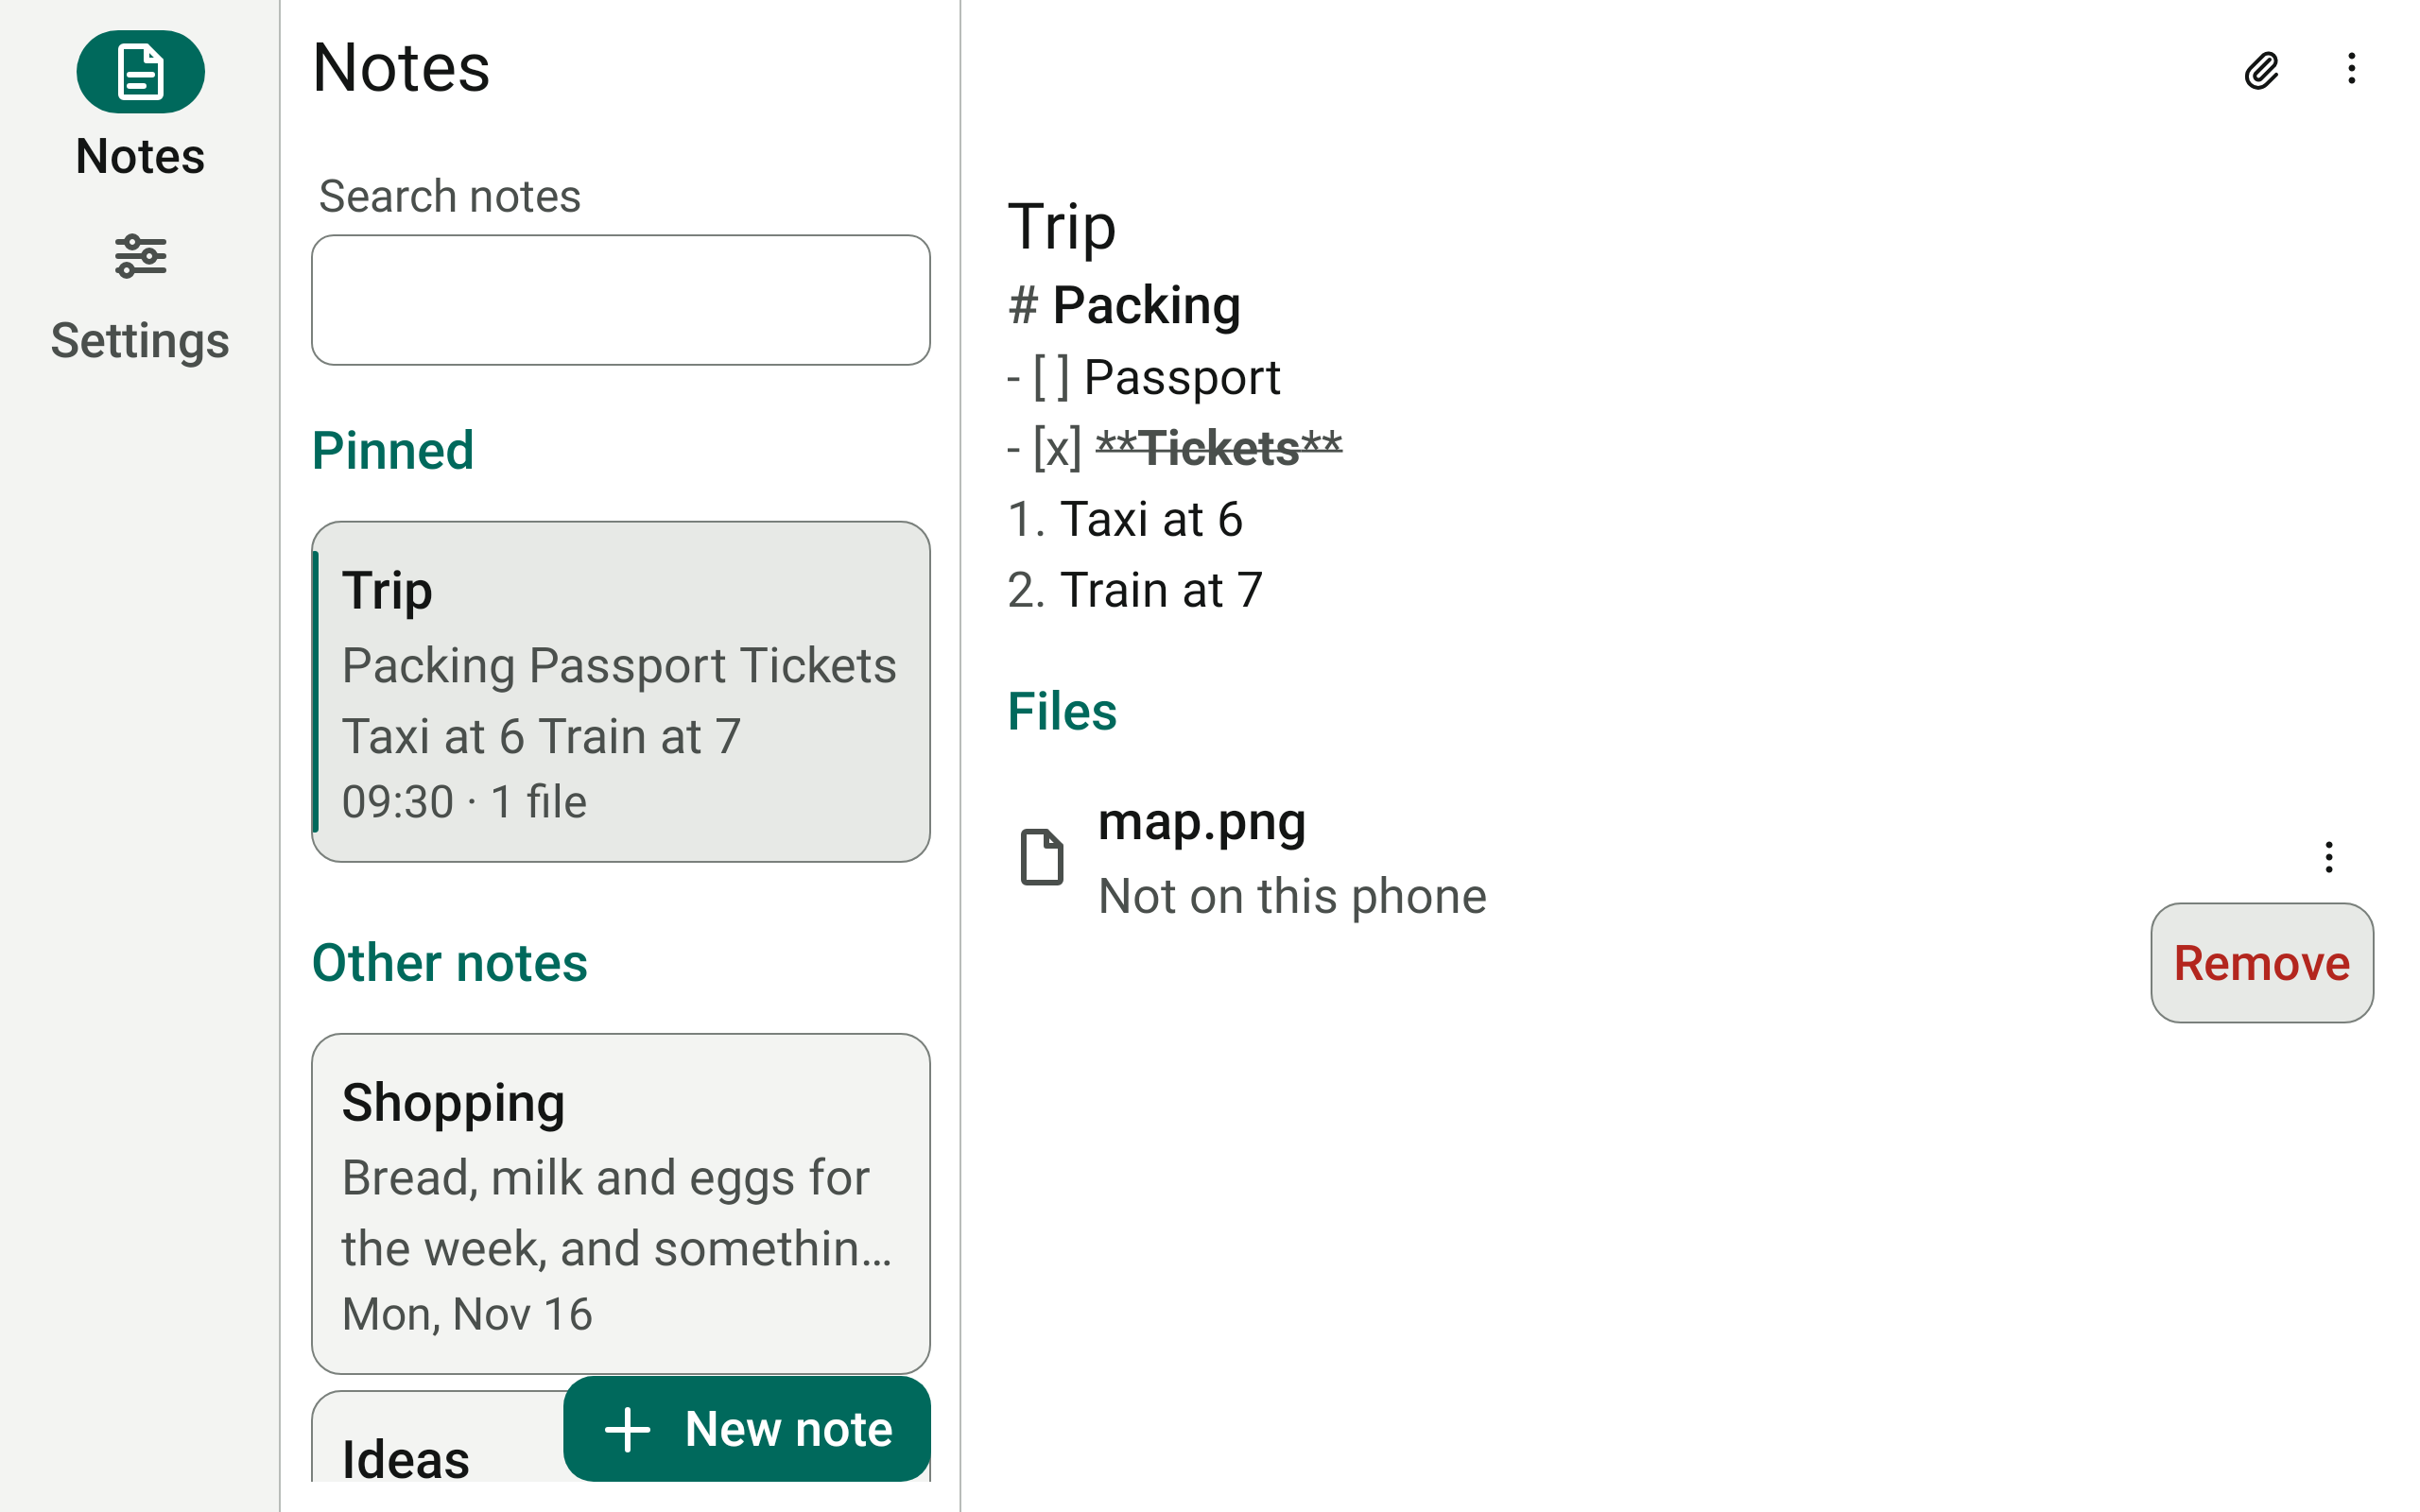 Notes
Settings
Notes
Search notes
Pinned
Trip
Packing Passport Tickets
Taxi at 6 Train at 7
09:30 · 1 file
Other notes
Shopping
Bread, milk and eggs for
the week, and somethin…
Mon, Nov 16
Ideas
New note
Trip
# Packing
- [ ] Passport
- [x] **Tickets**
1. Taxi at 6
2. Train at 7
Files
map.png
Not on this phone
Remove